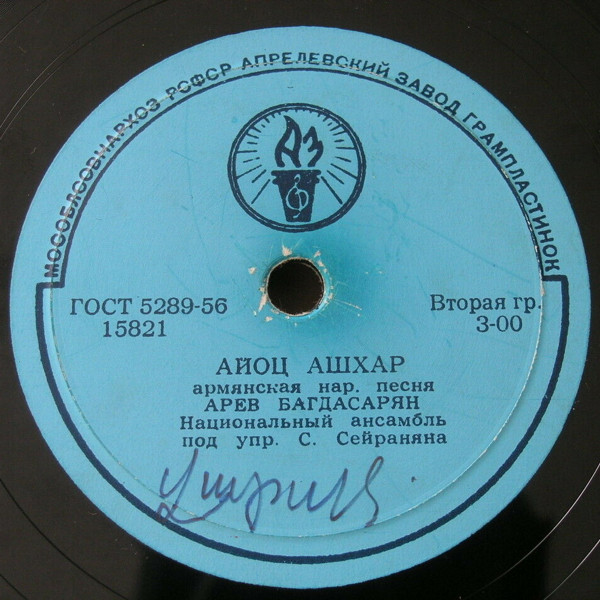 МОСОБЛСОВНАРХОЗ РСФСР АПРЕЛЕВСКИЙ ЗАВОД ГРАМПЛАСТИНОК
АЗ
ГОСТ 5289-56
15821
Вторая гр.
3-00
АЙОЦ АШХАР
армянская нар. песня
АРЕВ БАГДАСАРЯН
Национальный ансамбль
под упр. С. Сейраняна